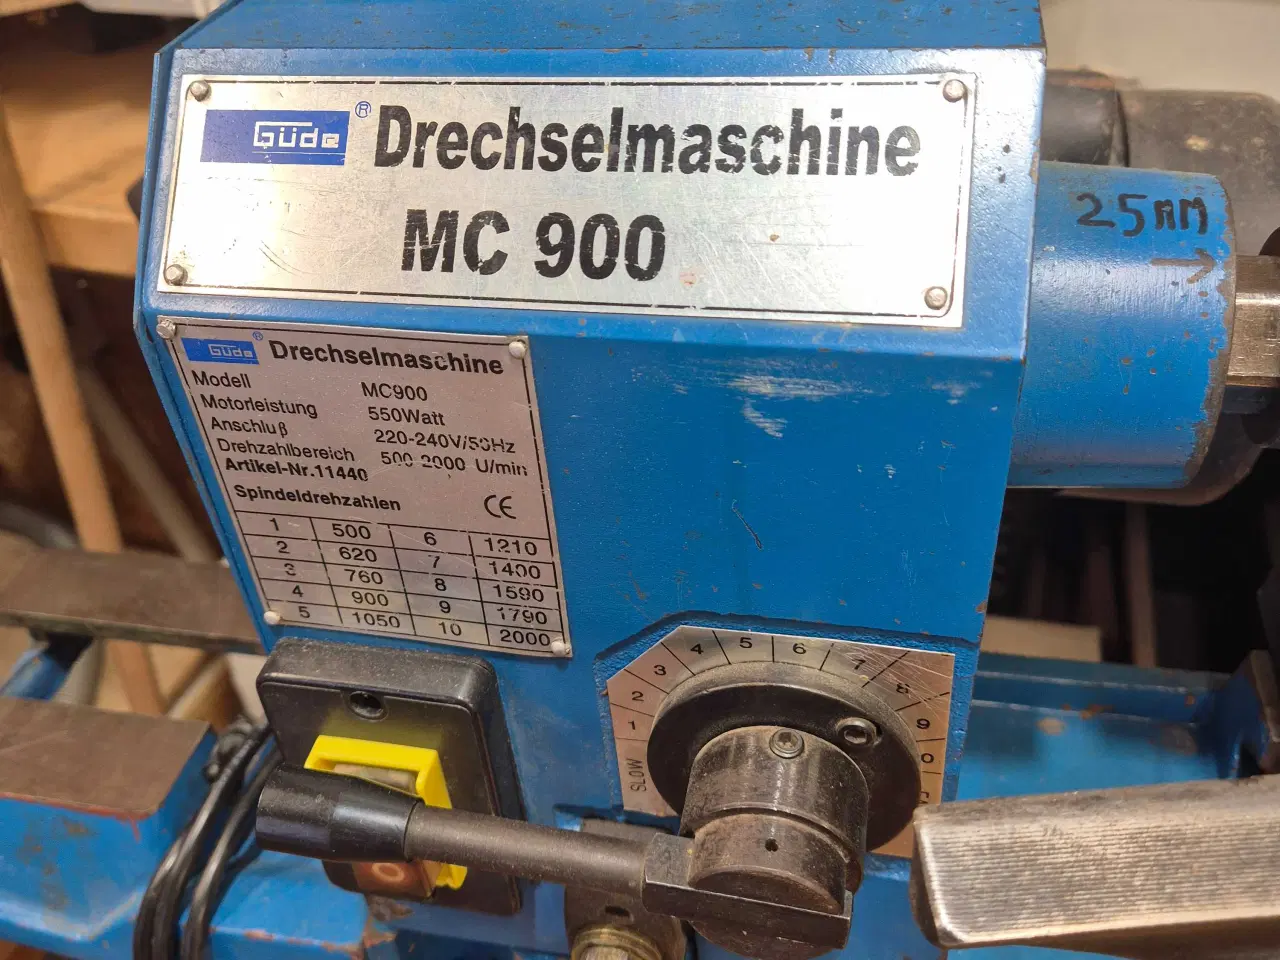 Güde ® Drechselmaschine
MC 900
25mm
Güde ® Drechselmaschine
Modell MC900
Motorleistung 550Watt
Anschluß 220-240V/50Hz
Drehzahlbereich 500-2000 U/min
Artikel-Nr.11440
Spindeldrehzahlen CE
1 500 6 1210
2 620 7 1400
3 760 8 1590
4 900 9 1790
5 1050 10 2000
SLOW 1 2 3 4 5 6 7 8 9 0
O